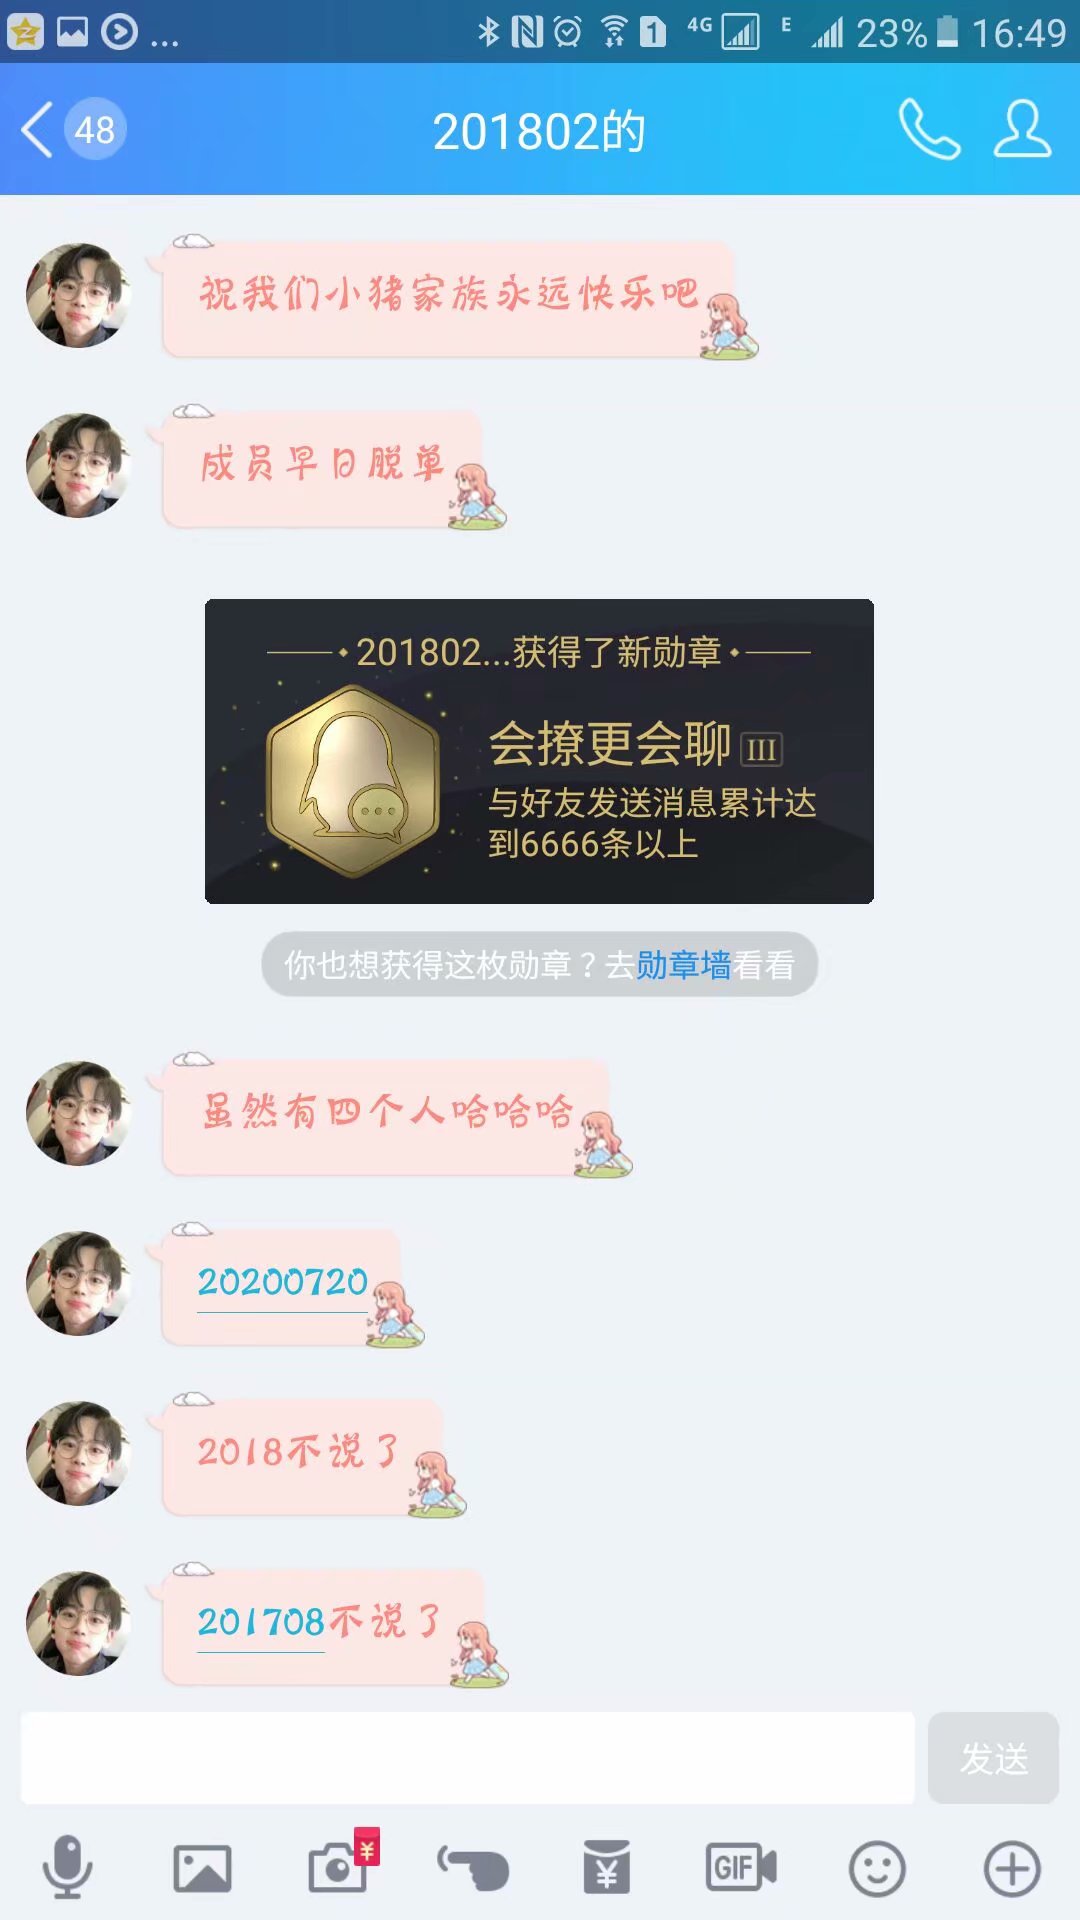 4G E 23% 16:49
48 201802的
祝我们小猪家族永远快乐吧
成员早日脱单
201802...获得了新勋章
会撩更会聊 III
与好友发送消息累计达
到6666条以上
你也想获得这枚勋章？去勋章墙看看
虽然有四个人哈哈哈
20200720
2018不说了
201708不说了
发送
¥
¥ GIF